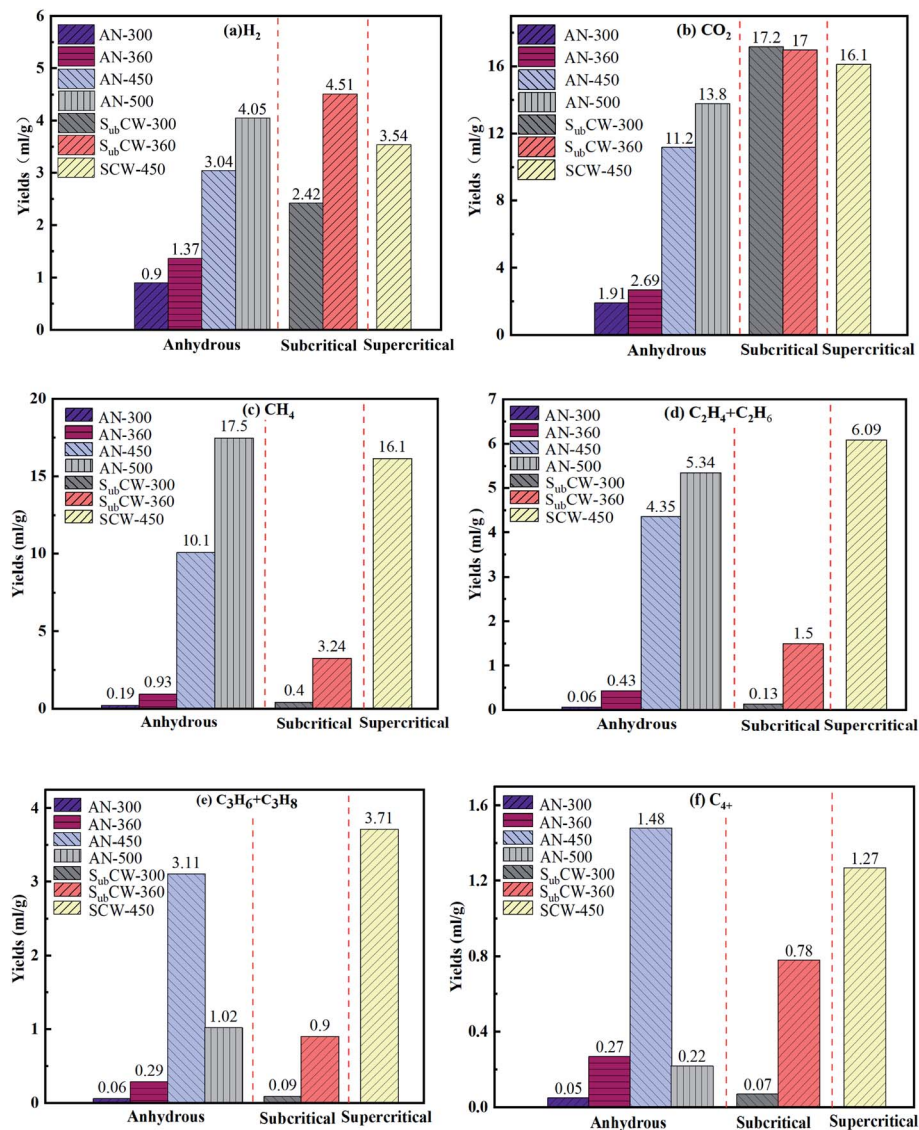 (a)H₂
Yields (ml/g)
6
5
4
3
2
1
0
AN-300
AN-360
AN-450
AN-500
SubCW-300
SubCW-360
SCW-450
0.9
1.37
3.04
4.05
2.42
4.51
3.54
Anhydrous
Subcritical
Supercritical
(b) CO₂
Yields (ml/g)
16
12
8
4
0
AN-300
AN-360
AN-450
AN-500
SubCW-300
SubCW-360
SCW-450
1.91
2.69
11.2
13.8
17.2
17
16.1
Anhydrous
Subcritical
Supercritical
(c) CH₄
Yields (ml/g)
20
15
10
5
0
AN-300
AN-360
AN-450
AN-500
SubCW-300
SubCW-360
SCW-450
0.19
0.93
10.1
17.5
0.4
3.24
16.1
Anhydrous
Subcritical
Supercritical
(d) C₂H₄+C₂H₆
Yields (ml/g )
7
6
5
4
3
2
1
0
AN-300
AN-360
AN-450
AN-500
SubCW-300
SubCW-360
SCW-450
0.06
0.43
4.35
5.34
0.13
1.5
6.09
Anhydrous
Subcritical
Supercritical
(e) C₃H₆+C₃H₈
Yields (ml/g)
4
3
2
1
0
AN-300
AN-360
AN-450
AN-500
SubCW-300
SubCW-360
SCW-450
0.06
0.29
3.11
1.02
0.09
0.9
3.71
Anhydrous
Subcritical
Supercritical
(f) C₄₊
Yields (ml/g)
1.6
1.2
0.8
0.4
0.0
AN-300
AN-360
AN-450
AN-500
SubCW-300
SubCW-360
SCW-450
0.05
0.27
1.48
0.22
0.07
0.78
1.27
Anhydrous
Subcritical
Supercritical